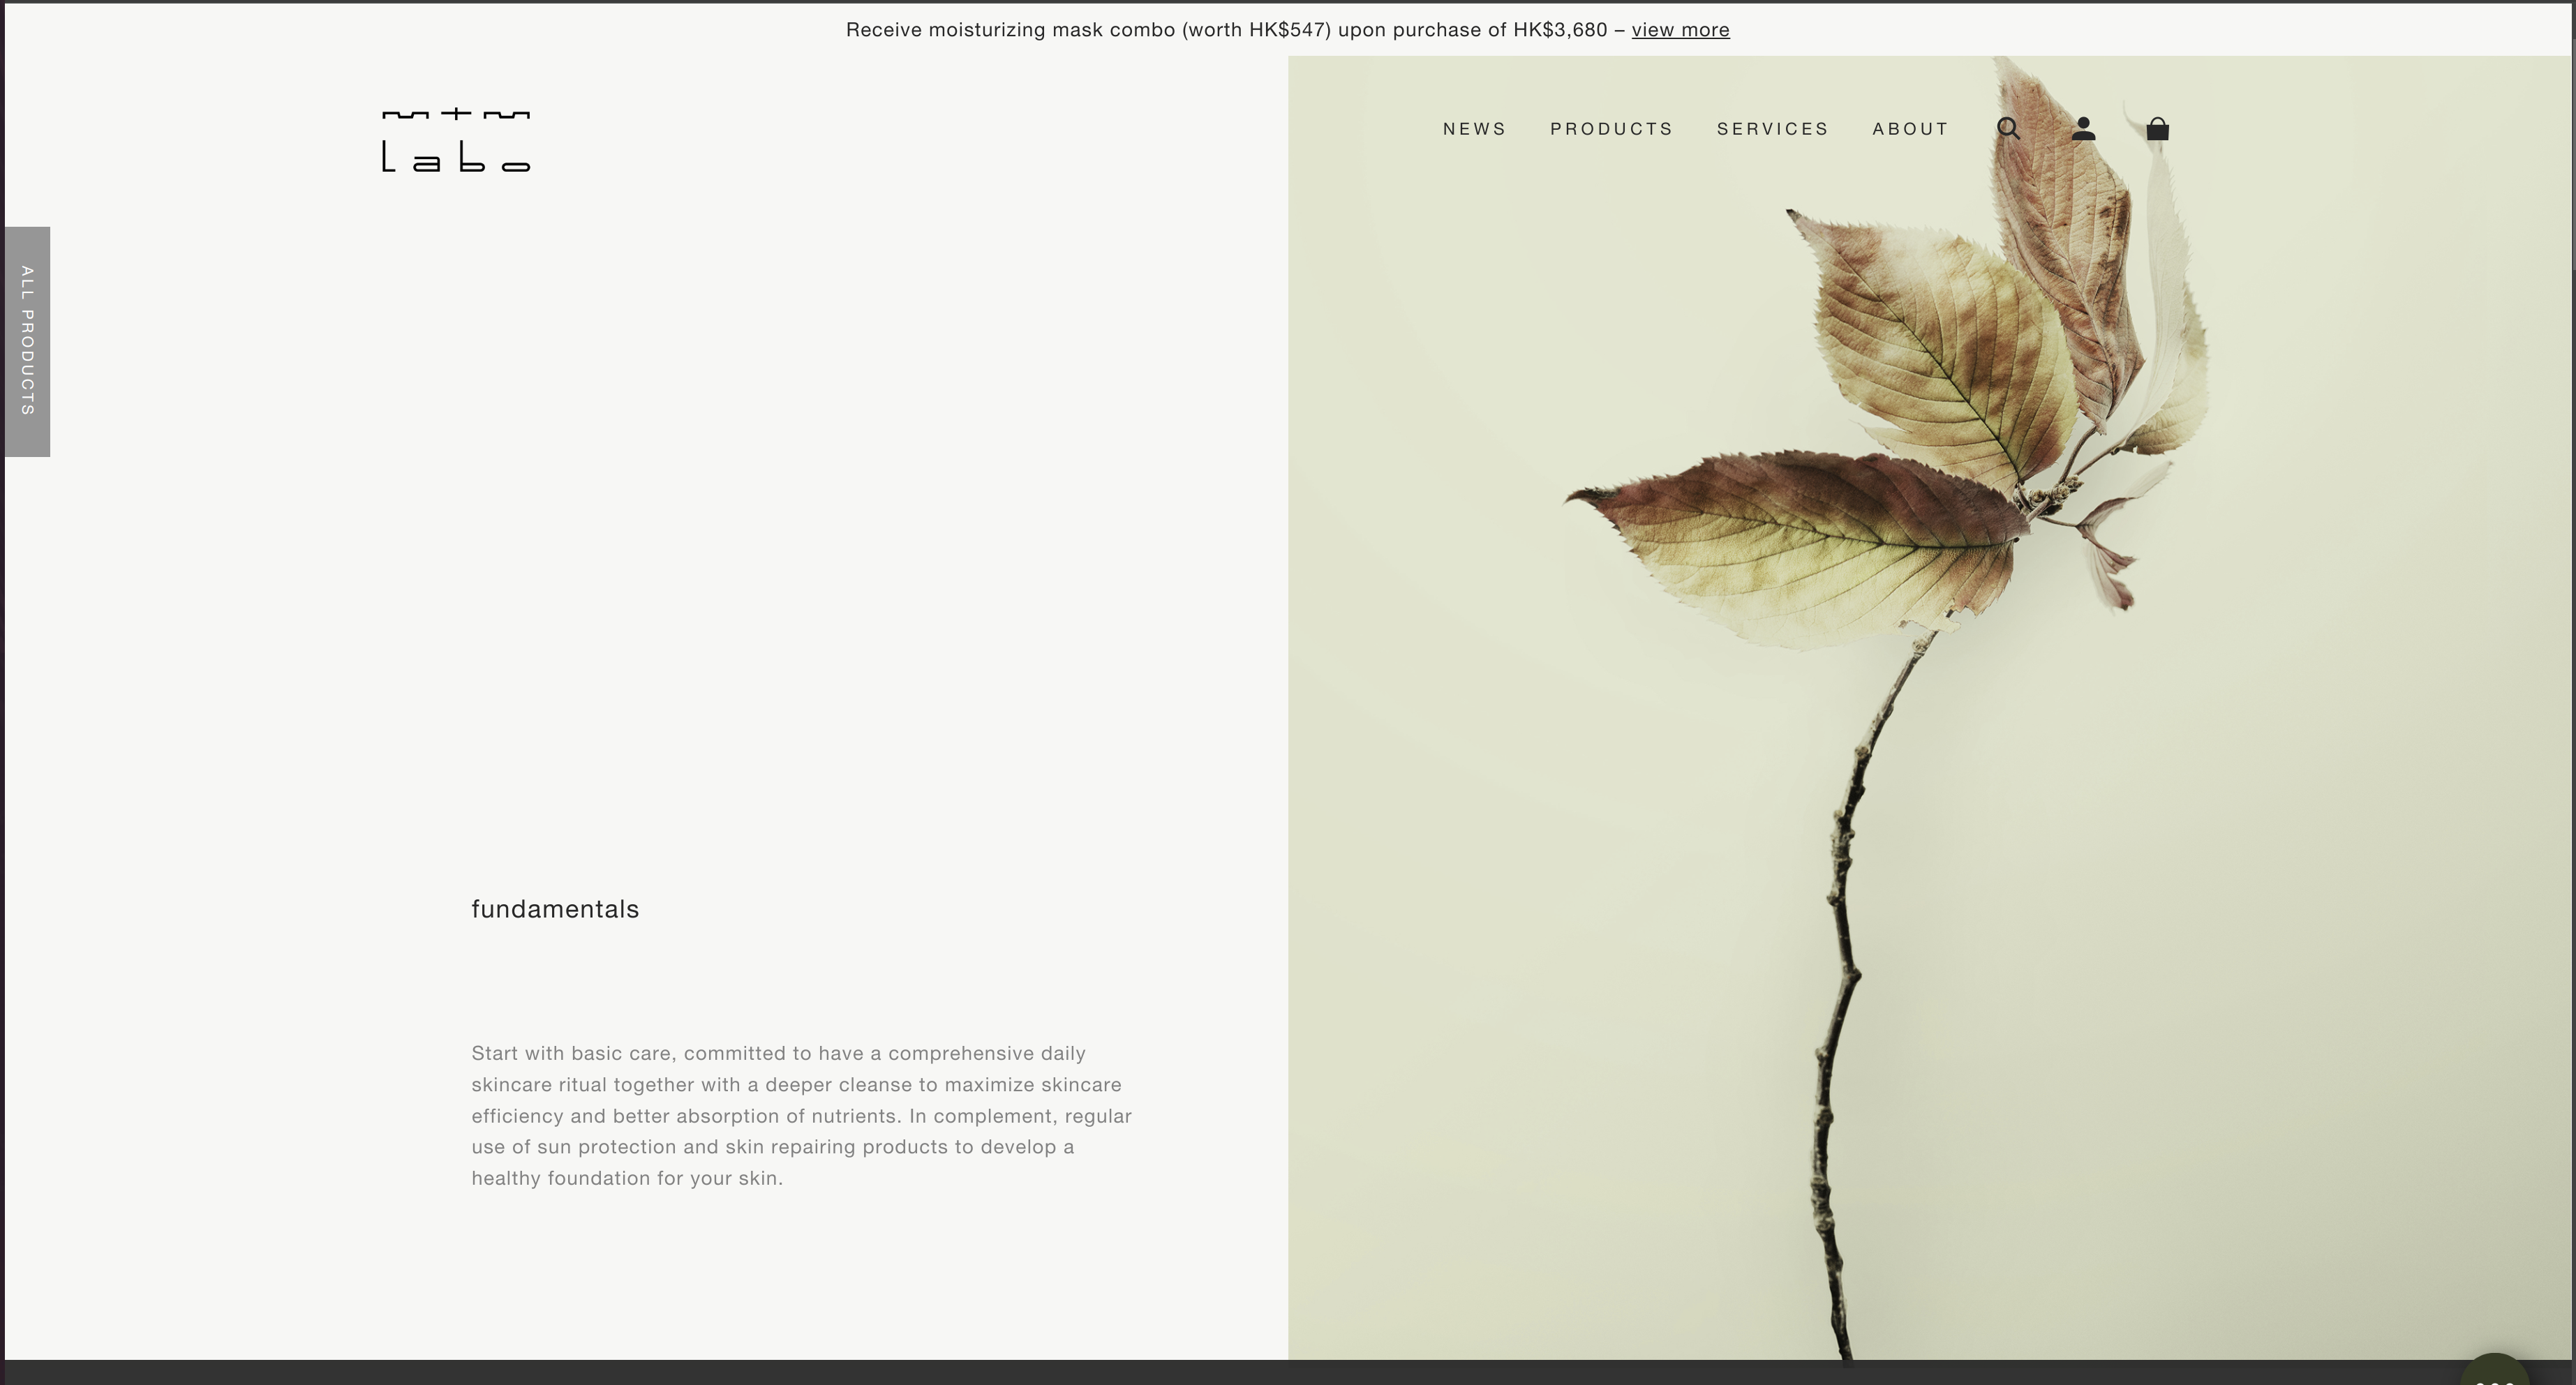 Receive moisturizing mask combo (worth HK$547) upon purchase of HK$3,680 – view more
mtm
labo
NEWS PRODUCTS SERVICES ABOUT
ALL PRODUCTS
fundamentals
Start with basic care, committed to have a comprehensive daily
skincare ritual together with a deeper cleanse to maximize skincare
efficiency and better absorption of nutrients. In complement, regular
use of sun protection and skin repairing products to develop a
healthy foundation for your skin.